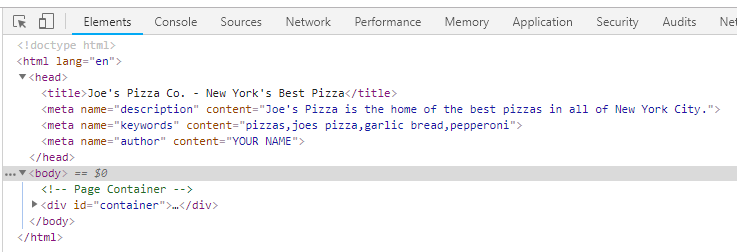 Elements Console Sources Network Performance Memory Application Security Audits
<!doctype html>
<html lang="en">
▼<head>
<title>Joe's Pizza Co. - New York's Best Pizza</title>
<meta name="description" content="Joe's Pizza is the home of the best pizzas in all of New York City.">
<meta name="keywords" content="pizzas,joes pizza,garlic bread,pepperoni">
<meta name="author" content="YOUR NAME">
</head>
…▼<body> == $0
<!-- Page Container -->
▶<div id="container">…</div>
</body>
</html>